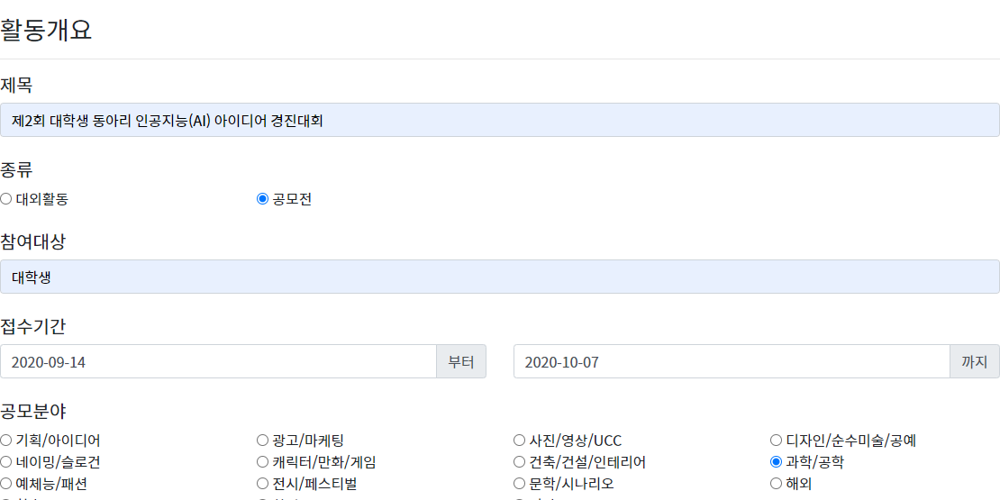 활동개요
제목
제2회 대학생 동아리 인공지능(AI) 아이디어 경진대회
종류
대외활동 공모전
참여대상
대학생
접수기간
2020-09-14 부터 2020-10-07 까지
공모분야
기획/아이디어 광고/마케팅 사진/영상/UCC 디자인/순수미술/공예
네이밍/슬로건 캐릭터/만화/게임 건축/건설/인테리어 과학/공학
예체능/패션 전시/페스티벌 문학/시나리오 해외